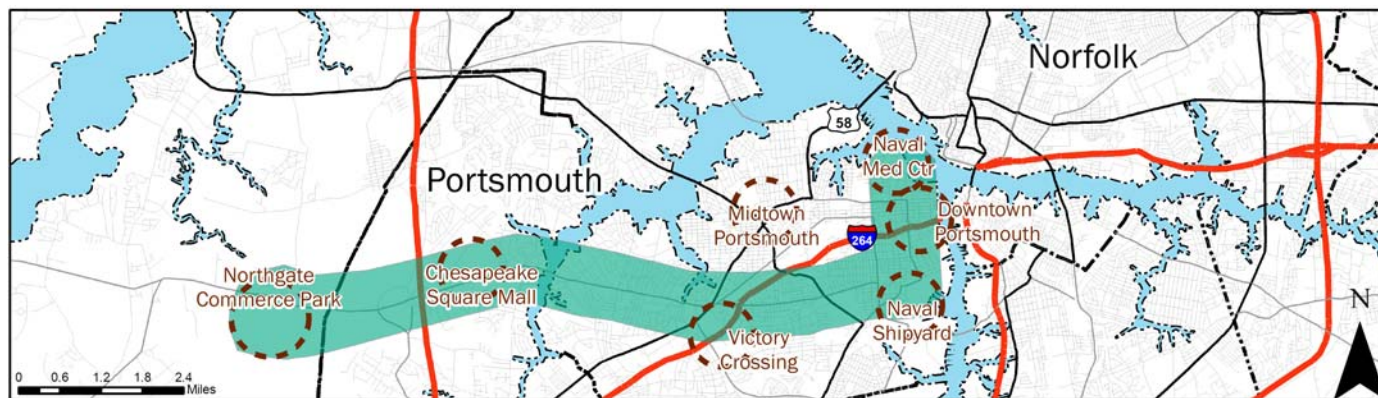 Norfolk
58
Naval
Med Ctr
Portsmouth
Midtown
Portsmouth
Downtown
Portsmouth
264
Northgate
Commerce Park
Chesapeake
Square Mall
Naval
Shipyard
Victory
Crossing
N
0 0.6 1.2 1.8 2.4
Miles